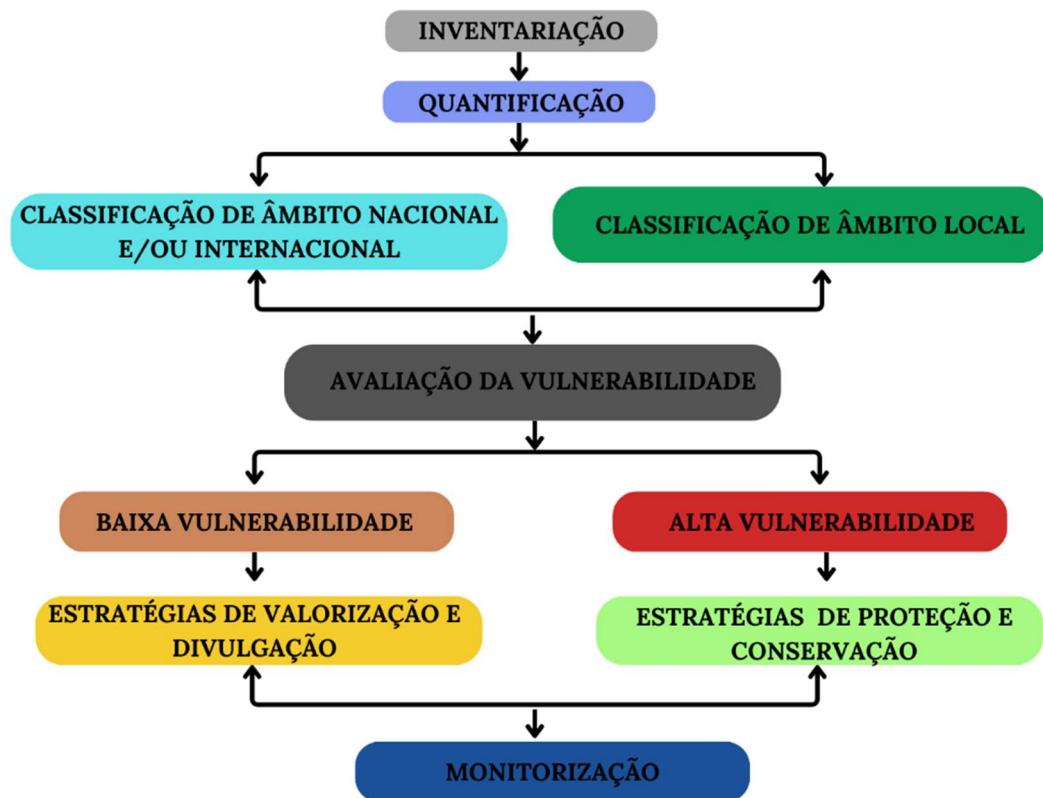 INVENTARIAÇÃO
QUANTIFICAÇÃO
CLASSIFICAÇÃO DE ÂMBITO NACIONAL
E/OU INTERNACIONAL
CLASSIFICAÇÃO DE ÂMBITO LOCAL
AVALIAÇÃO DA VULNERABILIDADE
BAIXA VULNERABILIDADE
ALTA VULNERABILIDADE
ESTRATÉGIAS DE VALORIZAÇÃO E
DIVULGAÇÃO
ESTRATÉGIAS DE PROTEÇÃO E
CONSERVAÇÃO
MONITORIZAÇÃO